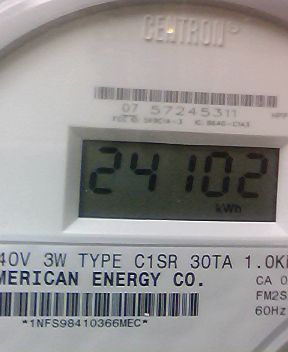 CENTRON
07 57245311
24102
kWh
40V 3W TYPE C1SR 30TA 1.0K
MERICAN ENERGY CO.
CA 0
FM2S
60Hz
*1NFS98410366MEC*